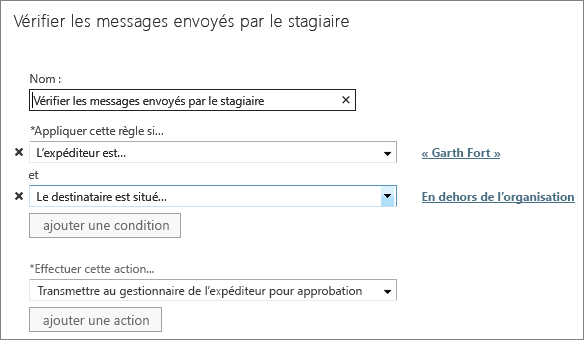 Vérifier les messages envoyés par le stagiaire
Nom :
Vérifier les messages envoyés par le stagiaire
*Appliquer cette règle si...
L'expéditeur est...
« Garth Fort »
et
Le destinataire est situé...
En dehors de l'organisation
ajouter une condition
*Effectuer cette action...
Transmettre au gestionnaire de l'expéditeur pour approbation
ajouter une action